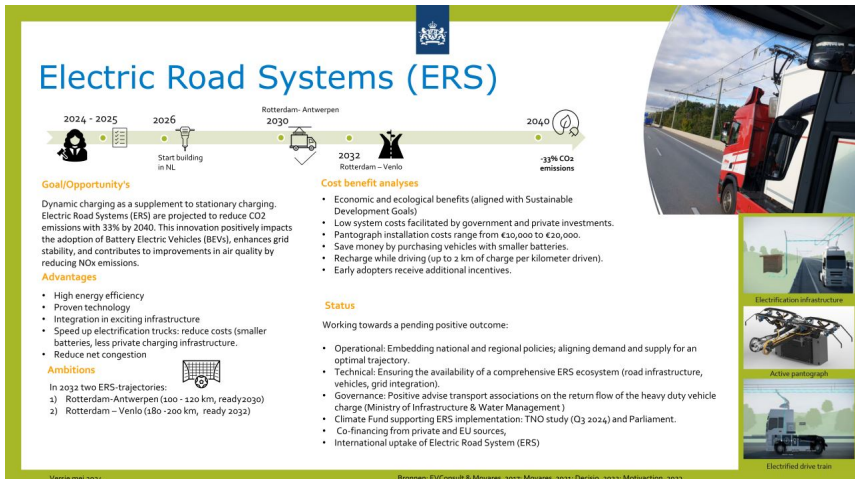 Electric Road Systems (ERS)
2024 - 2025
2026
Start building
in NL
Rotterdam- Antwerpen
2030
2032
Rotterdam – Venlo
2040
-33% CO2
emissions
Goal/Opportunity's
Dynamic charging as a supplement to stationary charging.
Electric Road Systems (ERS) are projected to reduce CO2
emissions with 33% by 2040. This innovation positively impacts
the adoption of Battery Electric Vehicles (BEVs), enhances grid
stability, and contributes to improvements in air quality by
reducing NOx emissions.
Advantages
• High energy efficiency
• Proven technology
• Integration in exciting infrastructure
• Speed up electrification trucks: reduce costs (smaller
batteries, less private charging infrastructure.
• Reduce net congestion
Ambitions
In 2032 two ERS-trajectories:
1) Rotterdam-Antwerpen (100 - 120 km, ready2030)
2) Rotterdam – Venlo (180 -200 km, ready 2032)
Cost benefit analyses
• Economic and ecological benefits (aligned with Sustainable
Development Goals)
• Low system costs facilitated by government and private investments.
• Pantograph installation costs range from €10,000 to €20,000.
• Save money by purchasing vehicles with smaller batteries.
• Recharge while driving (up to 2 km of charge per kilometer driven).
• Early adopters receive additional incentives.
Status
Working towards a pending positive outcome:
• Operational: Embedding national and regional policies; aligning demand and supply for an
optimal trajectory.
• Technical: Ensuring the availability of a comprehensive ERS ecosystem (road infrastructure,
vehicles, grid integration).
• Governance: Positive advise transport associations on the return flow of the heavy duty vehicle
charge (Ministry of Infrastructure & Water Management )
• Climate Fund supporting ERS implementation: TNO study (Q3 2024) and Parliament.
• Co-financing from private and EU sources,
• International uptake of Electric Road System (ERS)
Electrification infrastructure
Active pantograph
Electrified drive train
Versie mei 2024